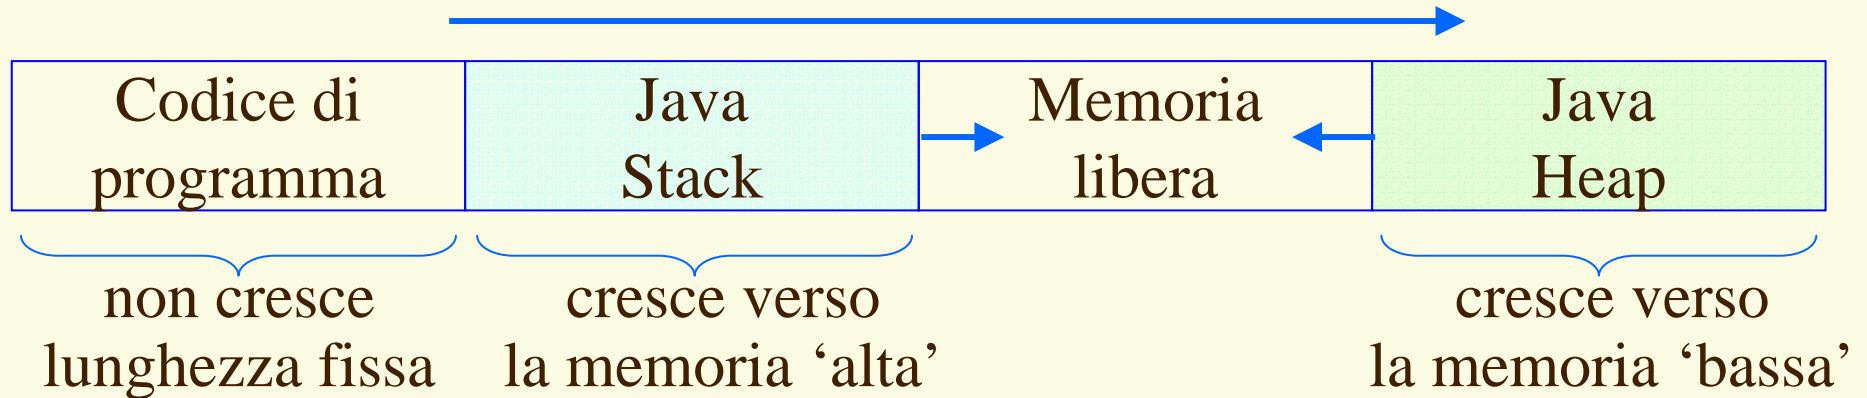 Codice di
programma
Java
Stack
Memoria
libera
Java
Heap
non cresce
lunghezza fissa
cresce verso
la memoria ‘alta’
cresce verso
la memoria ‘bassa’